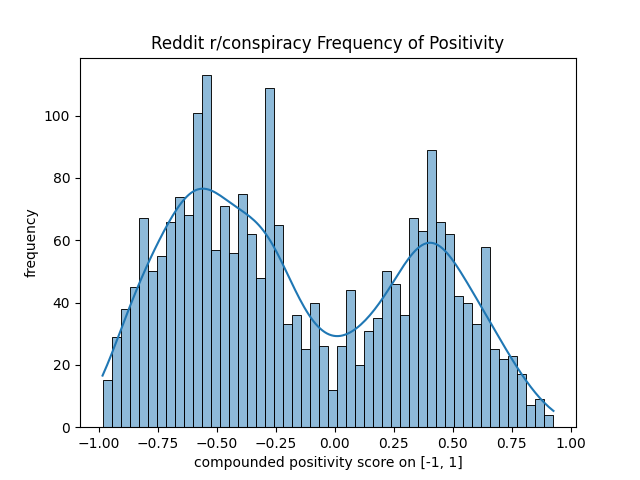 Reddit r/conspiracy Frequency of Positivity
100
80
60
40
20
0
frequency
−1.00 −0.75 −0.50 −0.25 0.00 0.25 0.50 0.75 1.00
compounded positivity score on [-1, 1]